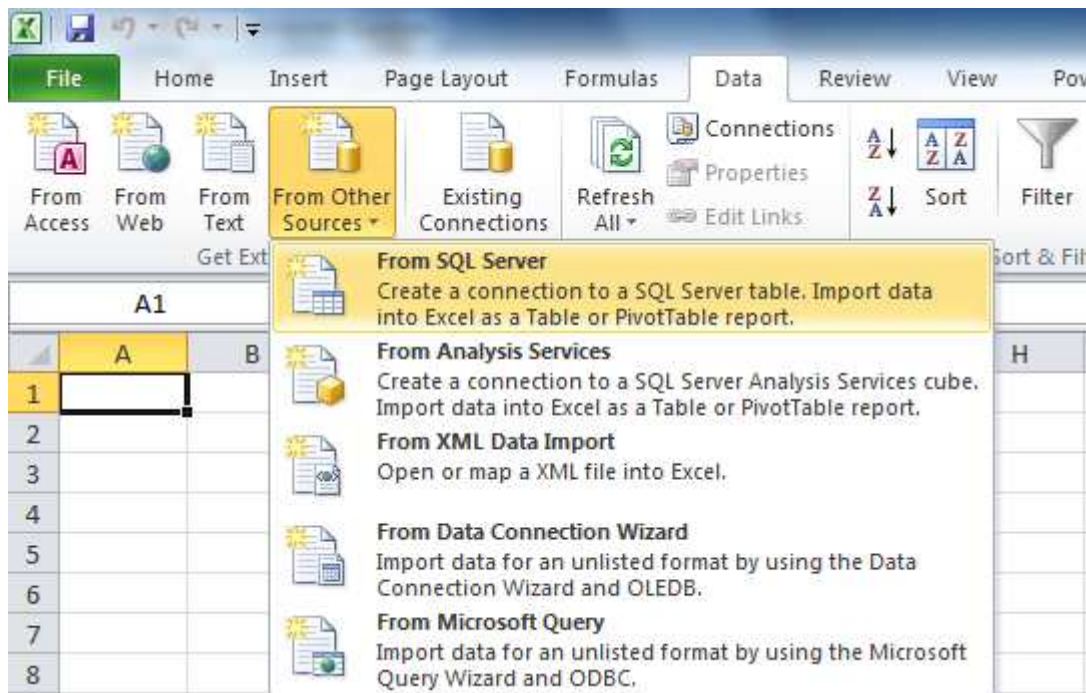 File Home Insert Page Layout Formulas Data Review View Pow
From Access
From Web
From Text
From Other Sources
Existing Connections
Refresh All
Connections
Properties
Edit Links
A Z
Z A
A Z Z A
Sort
Filter
Get Ext
Sort & Fil
A1
A B H
1
2
3
4
5
6
7
8
From SQL Server
Create a connection to a SQL Server table. Import data
into Excel as a Table or PivotTable report.
From Analysis Services
Create a connection to a SQL Server Analysis Services cube.
Import data into Excel as a Table or PivotTable report.
From XML Data Import
Open or map a XML file into Excel.
From Data Connection Wizard
Import data for an unlisted format by using the Data
Connection Wizard and OLEDB.
From Microsoft Query
Import data for an unlisted format by using the Microsoft
Query Wizard and ODBC.